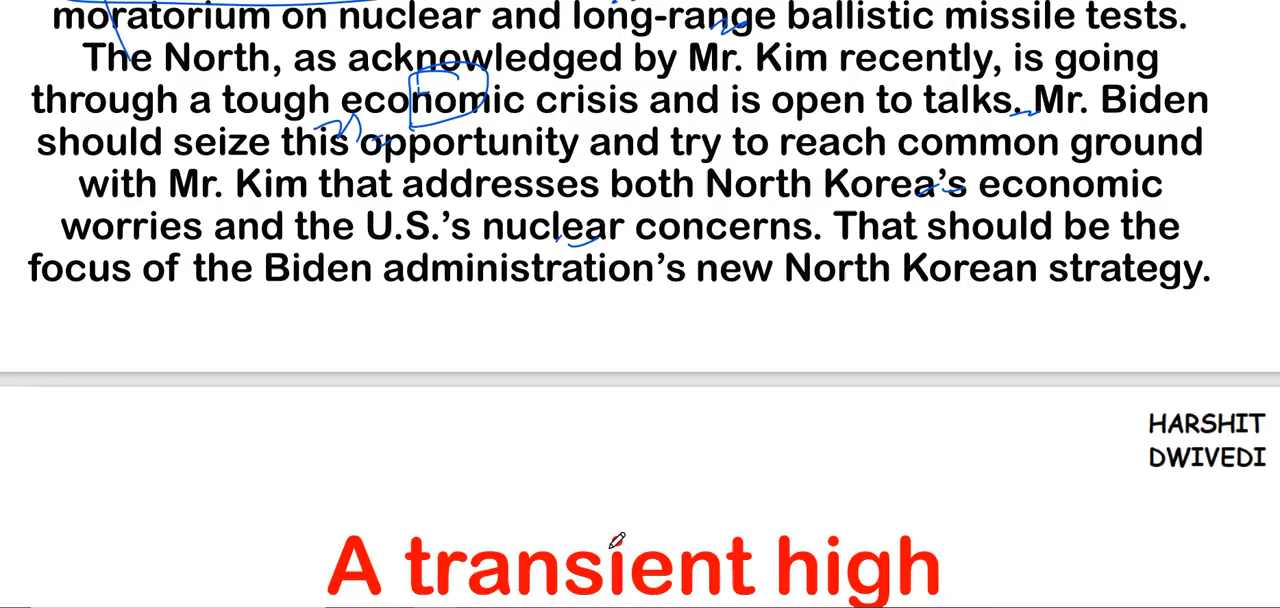 moratorium on nuclear and long-range ballistic missile tests.
The North, as acknowledged by Mr. Kim recently, is going
through a tough economic crisis and is open to talks. Mr. Biden
should seize this opportunity and try to reach common ground
with Mr. Kim that addresses both North Korea’s economic
worries and the U.S.’s nuclear concerns. That should be the
focus of the Biden administration’s new North Korean strategy.
HARSHIT
DWIVEDI
A transient high